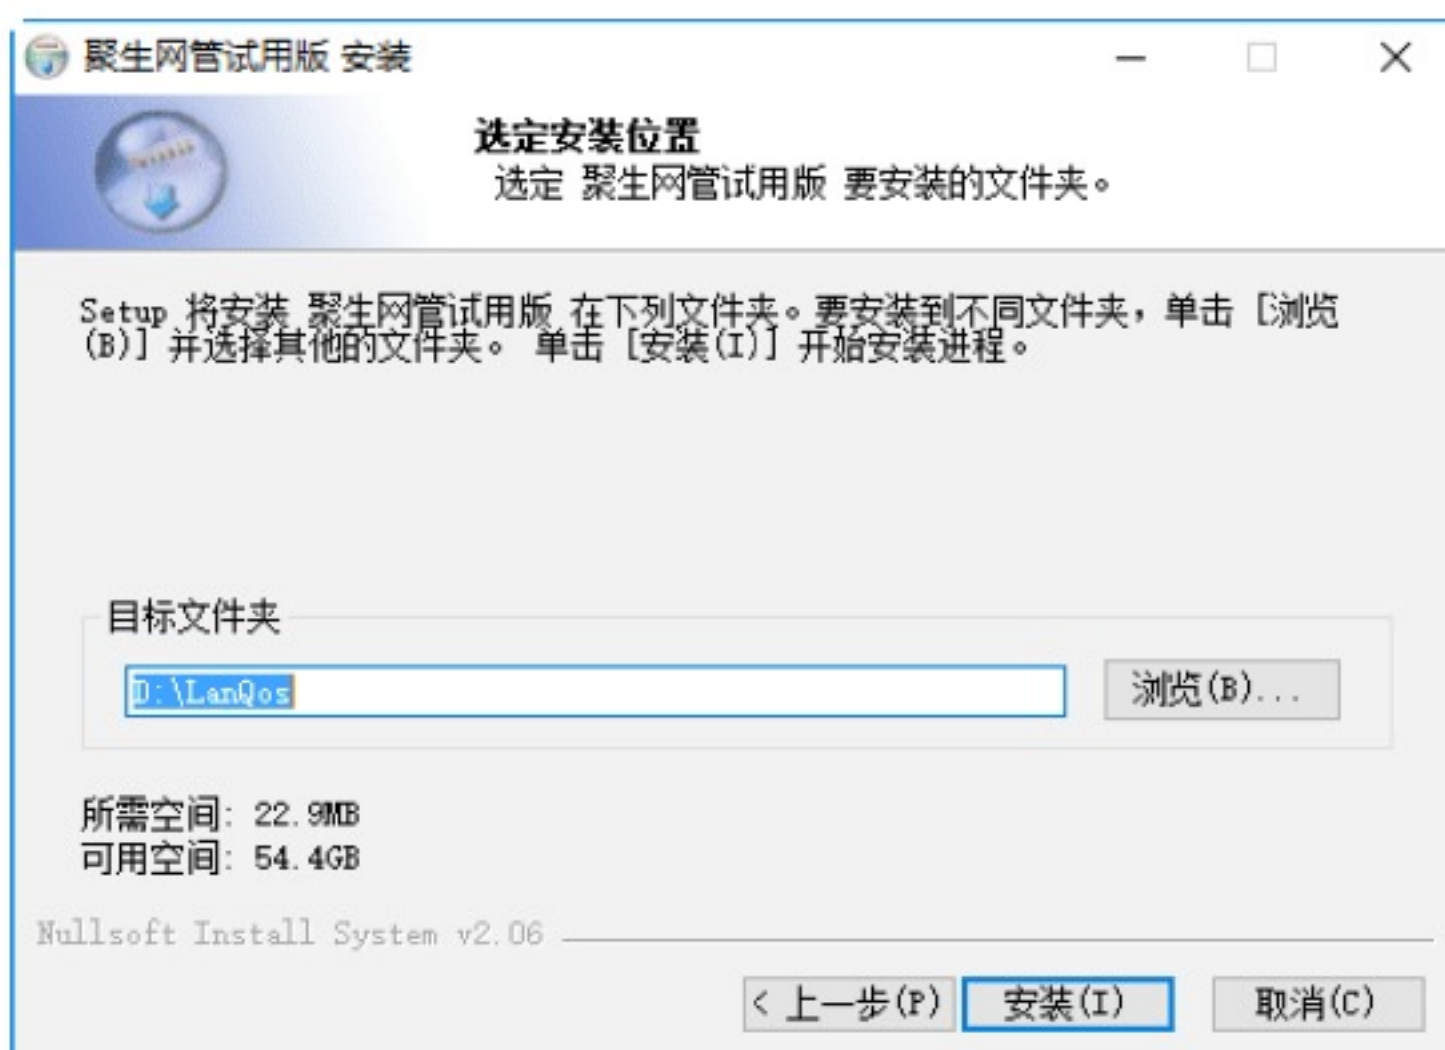 聚生网管试用版 安装
选定安装位置
选定 聚生网管试用版 要安装的文件夹。
Setup 将安装 聚生网管试用版 在下列文件夹。要安装到不同文件夹，单击 [浏览
(B)] 并选择其他的文件夹。 单击 [安装(I)] 开始安装进程。
目标文件夹
D:\LanQos
浏览(B)...
所需空间: 22.9MB
可用空间: 54.4GB
Nullsoft Install System v2.06
< 上一步(P)
安装(I)
取消(C)